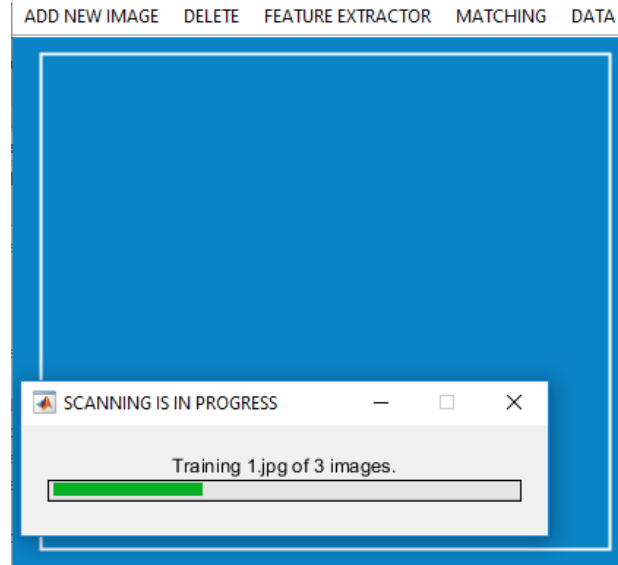 ADD NEW IMAGE DELETE FEATURE EXTRACTOR MATCHING DATA
SCANNING IS IN PROGRESS
Training 1.jpg of 3 images.